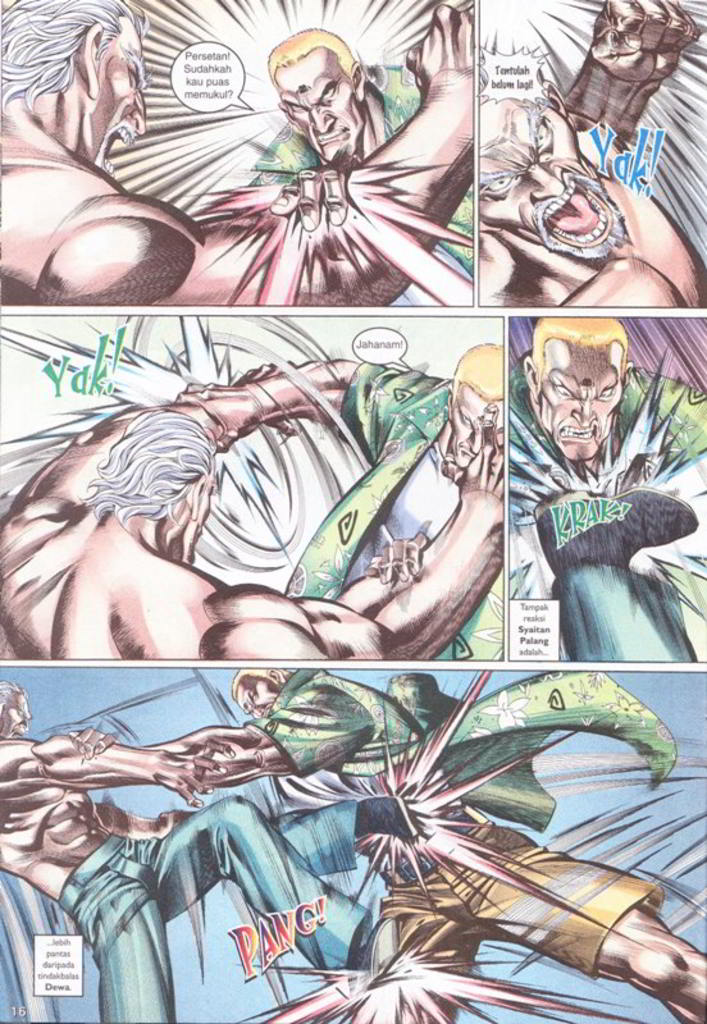 Persetan!
Sudahkah
kau puas
memukul?
Tentulah
belum lagi!
Yak!
Yak!
Jahanam!
KRAK!
Tampak
reaksi
Syaitan
Palang
adalah...
PANG!
...lebih
pantas
daripada
tindakbalas
Dewa.
16